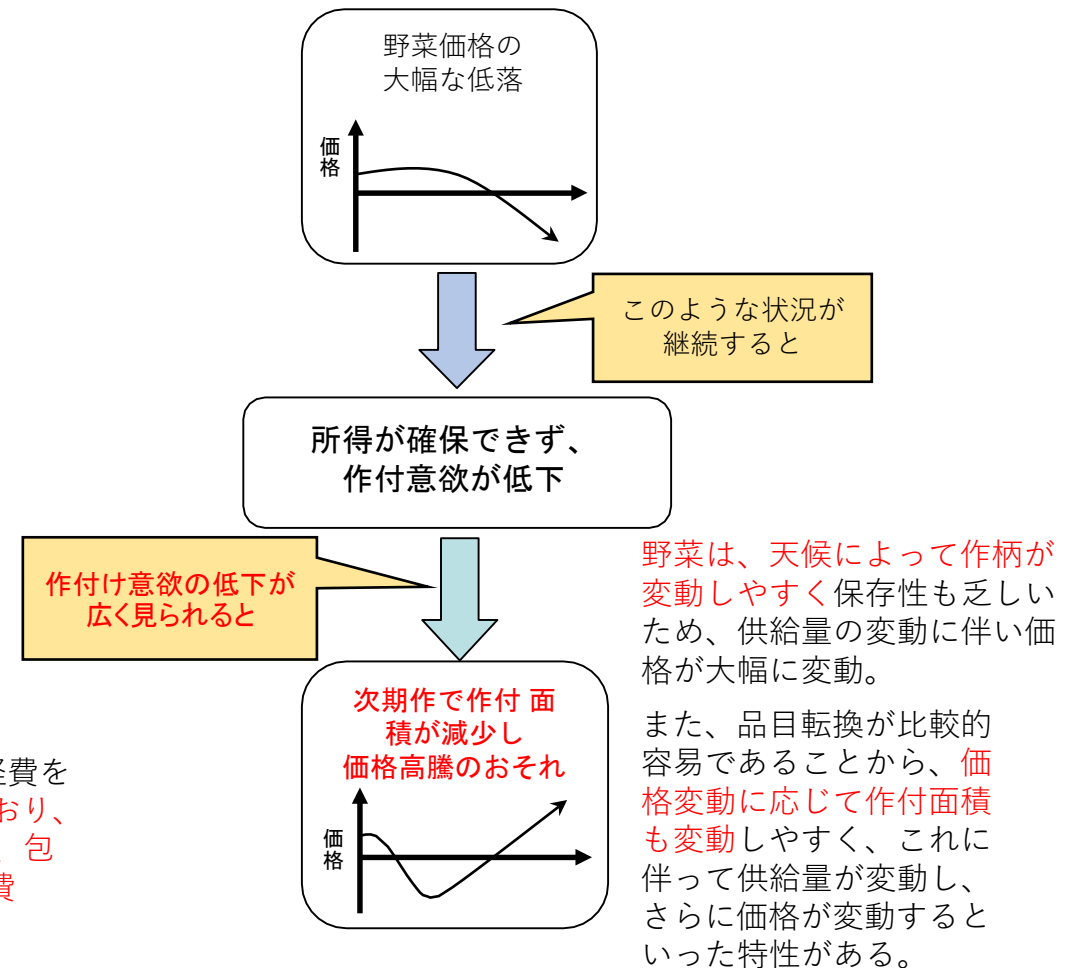 野菜価格の
大幅な低落
価格
このような状況が
継続すると
所得が確保できず、
作付意欲が低下
作付け意欲の低下が
広く見られると
次期作で作付 面
積が減少し
価格高騰のおそれ
価格
野菜は、天候によって作柄が
変動しやすく保存性も乏しい
ため、供給量の変動に伴い価
格が大幅に変動。
また、品目転換が比較的
容易であることから、価
格変動に応じて作付面積
も変動しやすく、これに
伴って供給量が変動し、
さらに価格が変動すると
いった特性がある。
経費を
おり、
包
費